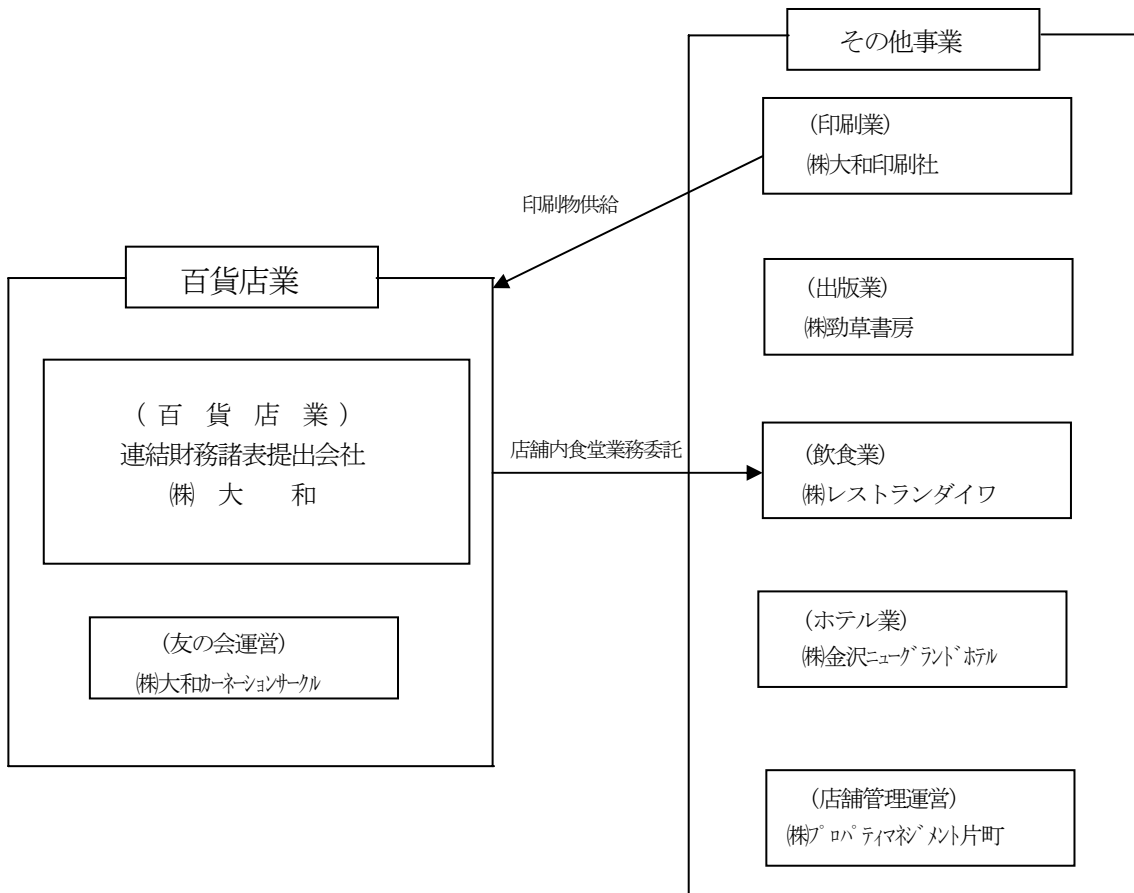 その他事業
(印刷業)
㈱大和印刷社
印刷物供給
百貨店業
(出版業)
㈱勁草書房
( 百　貨　店　業 )
連結財務諸表提出会社
㈱　大　　和
店舗内食堂業務委託
(飲食業)
㈱レストランダイワ
(友の会運営)
㈱大和ｶｰﾈｰｼｮﾝｻｰｸﾙ
(ホテル業)
㈱金沢ﾆｭｰｸﾞﾗﾝﾄﾞﾎﾃﾙ
(店舗管理運営)
㈱ﾌﾟﾛﾊﾟﾃｨﾏﾈｼﾞﾒﾝﾄ片町